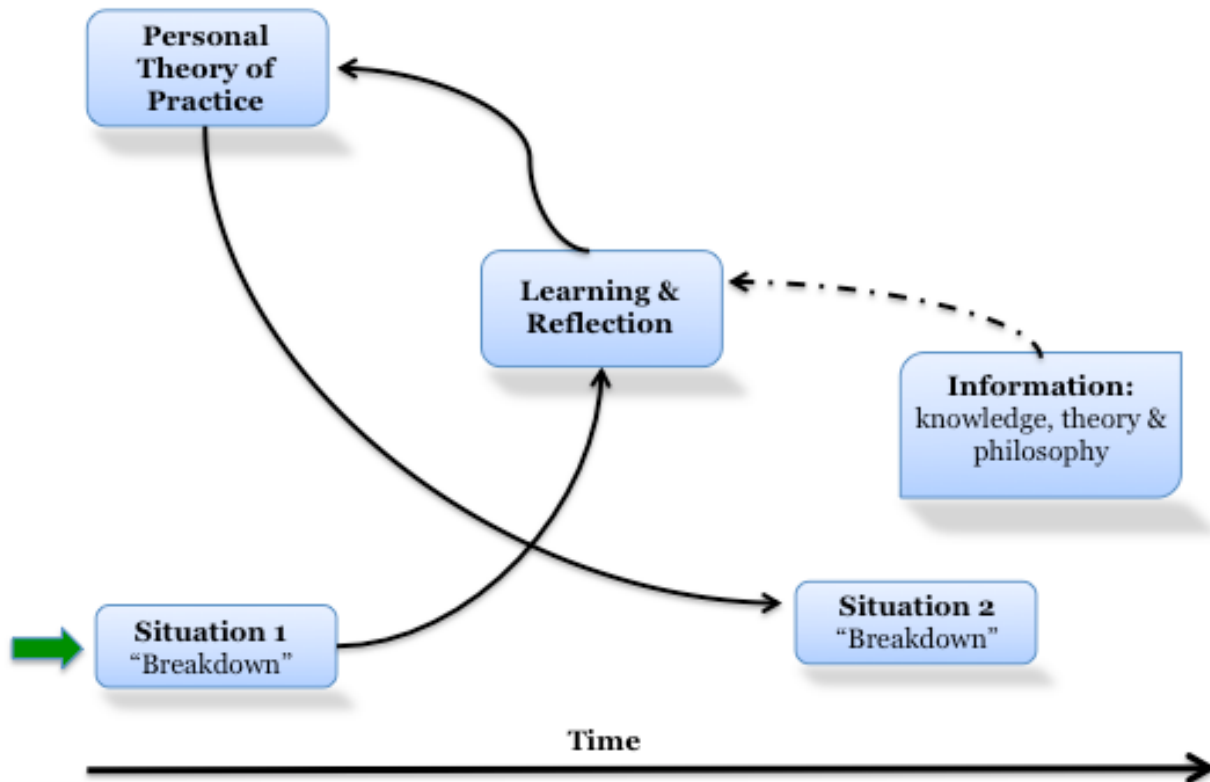 Personal
Theory of
Practice
Learning &
Reflection
Information:
knowledge, theory &
philosophy
Situation 1
“Breakdown”
Situation 2
“Breakdown”
Time